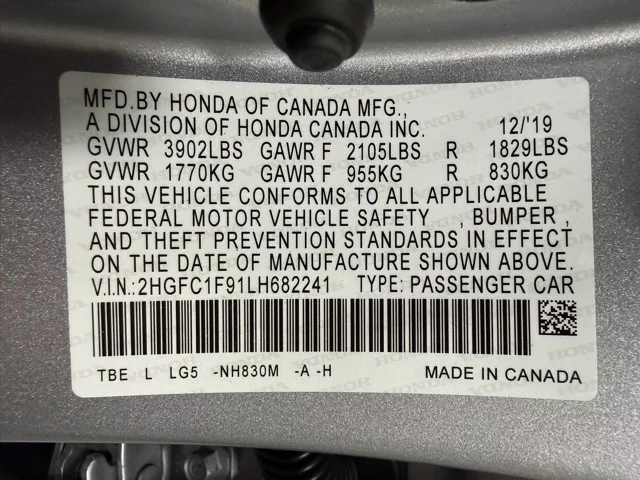 MFD.BY HONDA OF CANADA MFG.,
A DIVISION OF HONDA CANADA INC. 12/'19
GVWR 3902LBS GAWR F 2105LBS R 1829LBS
GVWR 1770KG GAWR F 955KG R 830KG
THIS VEHICLE CONFORMS TO ALL APPLICABLE
FEDERAL MOTOR VEHICLE SAFETY , BUMPER ,
AND THEFT PREVENTION STANDARDS IN EFFECT
ON THE DATE OF MANUFACTURE SHOWN ABOVE.
V.I.N.:2HGFC1F91LH682241 TYPE: PASSENGER CAR
TBE L LG5 -NH830M -A -H MADE IN CANADA